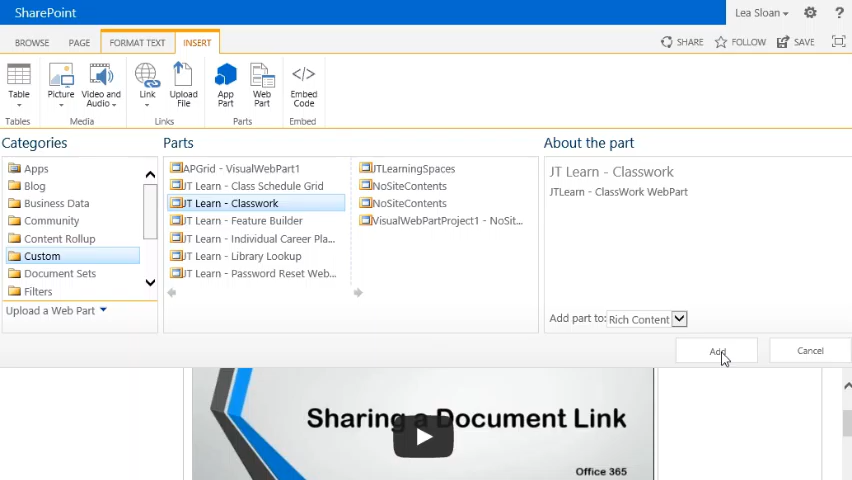 SharePoint
Lea Sloan
?
BROWSE PAGE FORMAT TEXT INSERT
SHARE FOLLOW SAVE
Table Picture Video and Audio Link Upload File App Part Web Part </> Embed Code
Tables Media Links Parts Embed
Categories
Apps
Blog
Business Data
Community
Content Rollup
Custom
Document Sets
Filters
Upload a Web Part
Parts
APGrid - VisualWebPart1
JT Learn - Class Schedule Grid
JT Learn - Classwork
JT Learn - Feature Builder
JT Learn - Individual Career Pla...
JT Learn - Library Lookup
JT Learn - Password Reset Web...
JTLearningSpaces
NoSiteContents
NoSiteContents
VisualWebPartProject1 - NoSit...
About the part
JT Learn - Classwork
JTLearn - ClassWork WebPart
Add part to: Rich Content
Add Cancel
Sharing a Document Link
Office 365